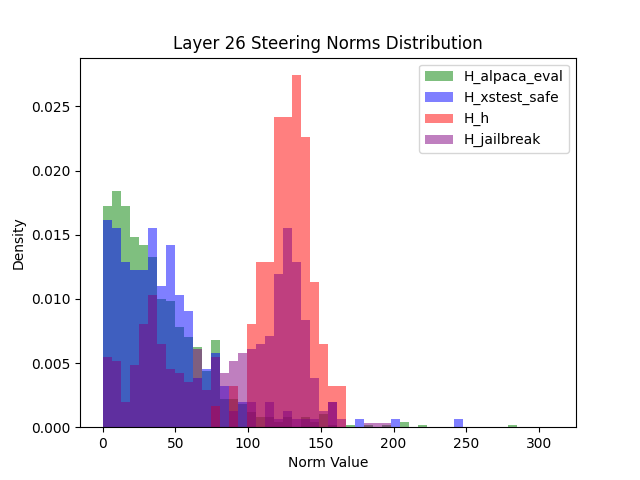 Layer 26 Steering Norms Distribution
H_alpaca_eval
H_xstest_safe
H_h
H_jailbreak
0.025
0.020
0.015
0.010
0.005
0.000
Density
0
50
100
150
200
250
300
Norm Value